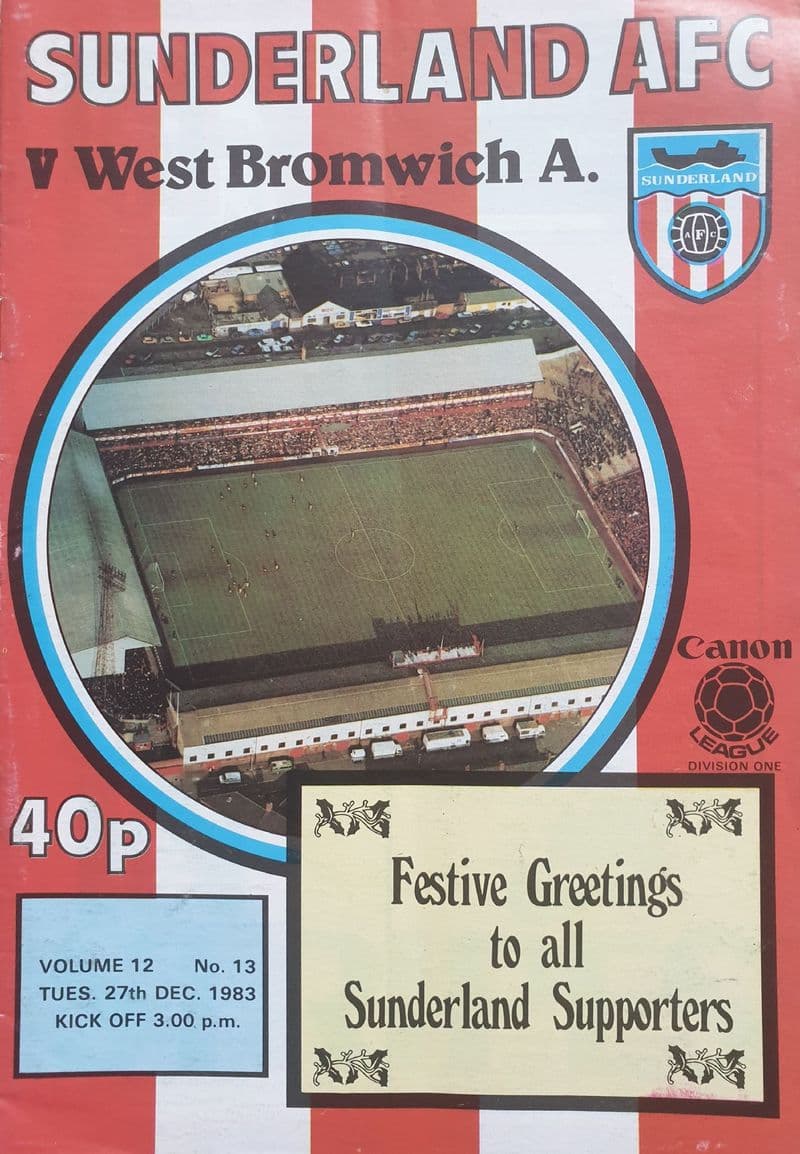 SUNDERLAND AFC
V West Bromwich A.
SUNDERLAND
A F C
Canon
LEAGUE
DIVISION ONE
40p
VOLUME 12 No. 13
TUES. 27th DEC. 1983
KICK OFF 3.00 p.m.
Festive Greetings
to all
Sunderland Supporters